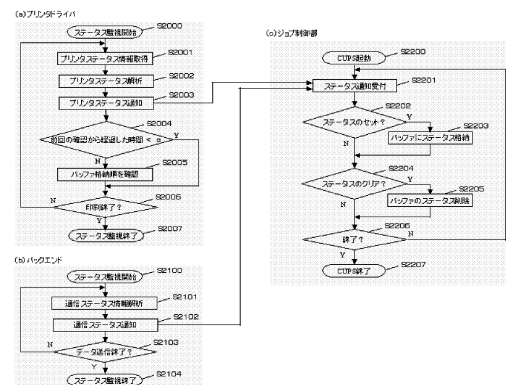 (a)プリンタドライバ
ステータス監視開始
S2000
プリンタステータス情報取得
S2001
プリンタステータス解析
S2002
プリンタステータス通知
S2003
前回の確認から経過した時間 < α
S2004
Y
N
バッファ格納順を確認
S2005
印刷終了?
S2006
N
Y
ステータス監視終了
S2007
(b)バックエンド
ステータス監視開始
S2100
通信ステータス情報解析
S2101
通信ステータス通知
S2102
データ送信終了?
S2103
N
Y
ステータス監視終了
S2104
(c)ジョブ制御部
CUPS起動
S2200
ステータス通知受付
S2201
ステータスのセット?
S2202
Y
N
バッファにステータス格納
S2203
ステータスのクリア?
S2204
Y
N
バッファのステータス削除
S2205
終了?
S2206
N
Y
CUPS終了
S2207